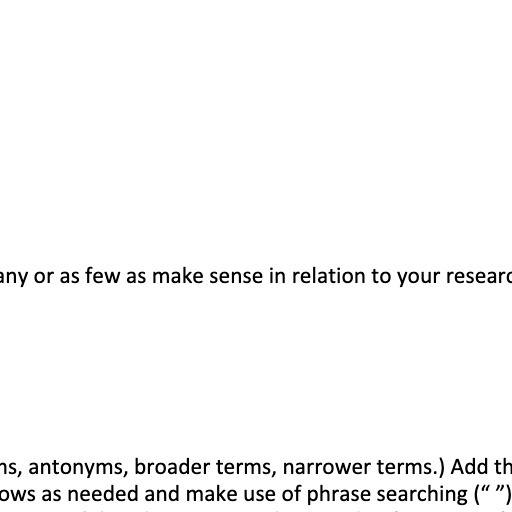 any or as few as make sense in relation to your researc
ns, antonyms, broader terms, narrower terms.) Add th
ows as needed and make use of phrase searching (“ ”)